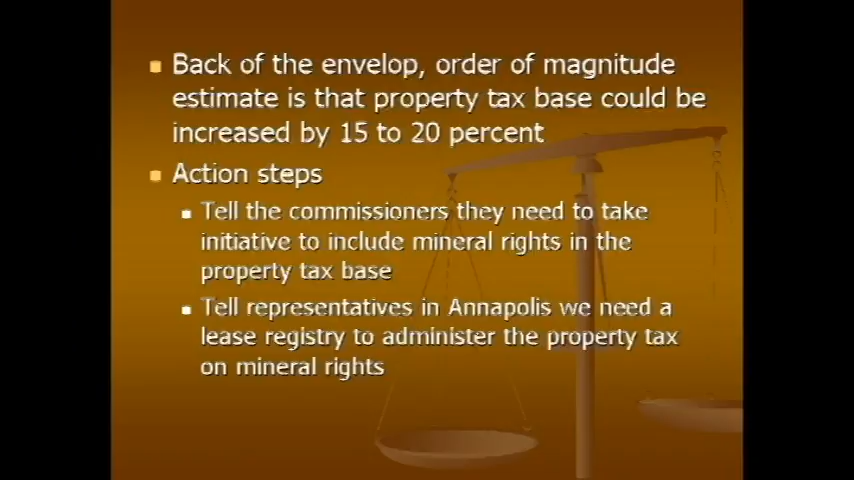 Back of the envelop, order of magnitude
estimate is that property tax base could be
increased by 15 to 20 percent
Action steps
Tell the commissioners they need to take
initiative to include mineral rights in the
property tax base
Tell representatives in Annapolis we need a
lease registry to administer the property tax
on mineral rights